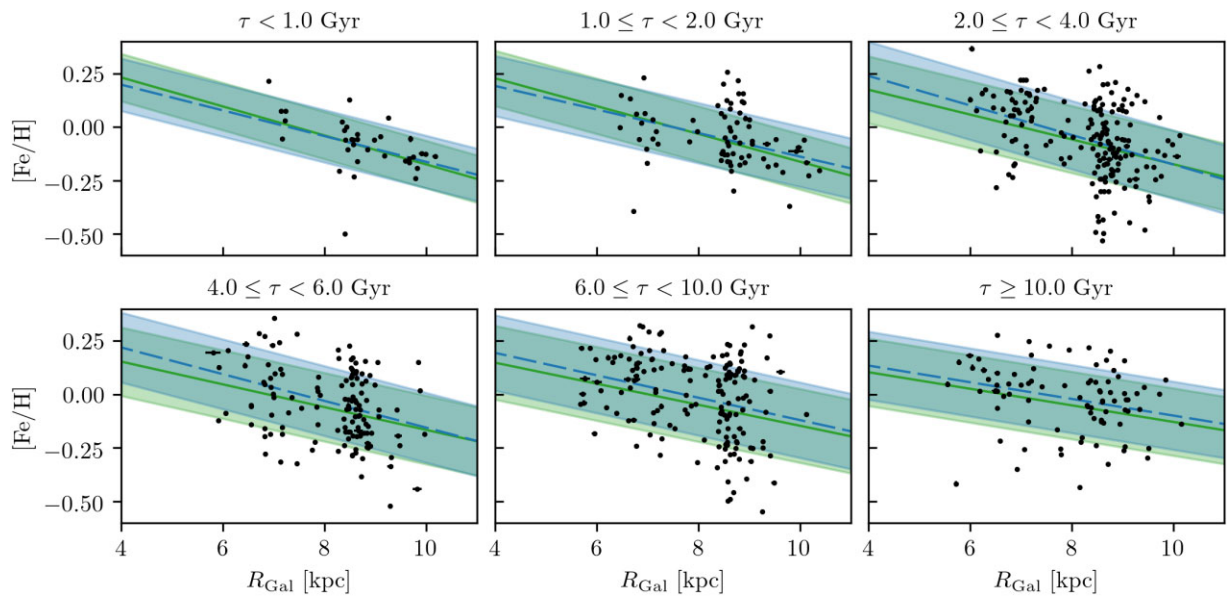 τ < 1.0 Gyr
1.0 ≤ τ < 2.0 Gyr
2.0 ≤ τ < 4.0 Gyr
[Fe/H]
0.25
0.00
−0.25
−0.50
4.0 ≤ τ < 6.0 Gyr
6.0 ≤ τ < 10.0 Gyr
τ ≥ 10.0 Gyr
[Fe/H]
0.25
0.00
−0.25
−0.50
4 6 8 10
4 6 8 10
4 6 8 10
R_Gal [kpc]
R_Gal [kpc]
R_Gal [kpc]